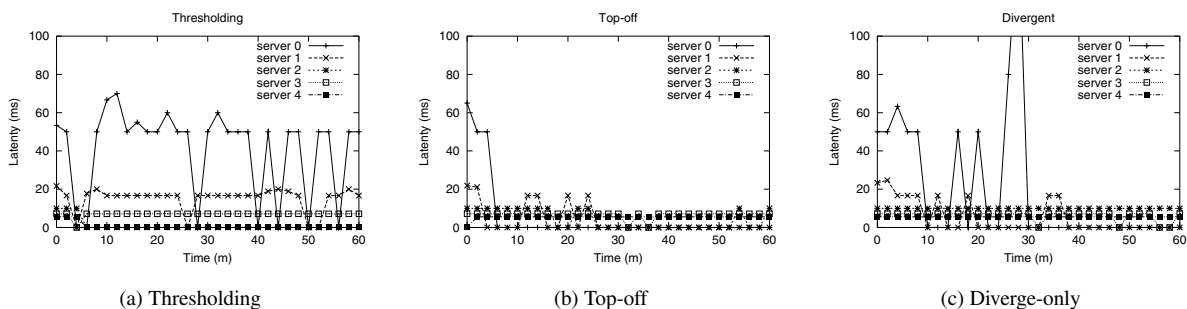 Thresholding
Latenty (ms)
100
80
60
40
20
0
server 0
server 1
server 2
server 3
server 4
0 10 20 30 40 50 60
Time (m)
(a) Thresholding
Top-off
Latenty (ms)
100
80
60
40
20
0
server 0
server 1
server 2
server 3
server 4
0 10 20 30 40 50 60
Time (m)
(b) Top-off
Divergent
Latenty (ms)
100
80
60
40
20
0
server 0
server 1
server 2
server 3
server 4
0 10 20 30 40 50 60
Time (m)
(c) Diverge-only